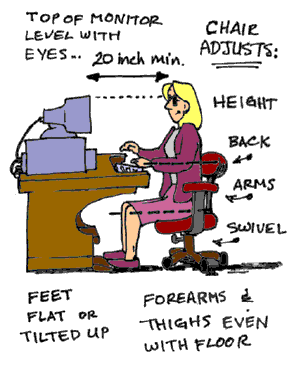 TOP OF MONITOR
LEVEL WITH
EYES...
20 inch min.
CHAIR
ADJUSTS:
HEIGHT
BACK
ARMS
SWIVEL
FEET
FLAT OR
TILTED UP
FOREARMS &
THIGHS EVEN
WITH FLOOR